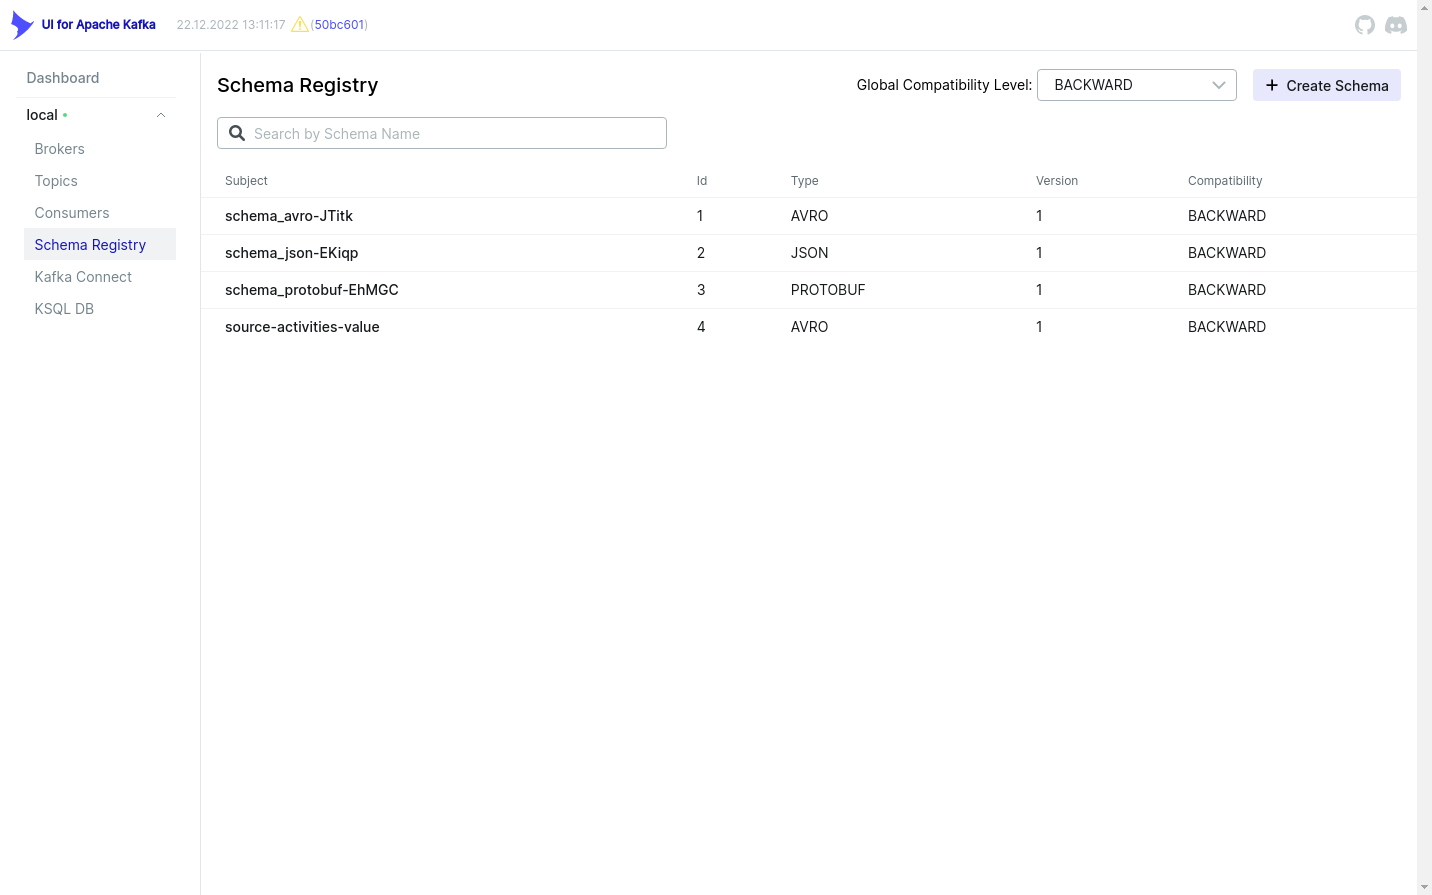 UI for Apache Kafka 22.12.2022 13:11:17 (50bc601)
Dashboard
local
Brokers
Topics
Consumers
Schema Registry
Kafka Connect
KSQL DB
Schema Registry
Global Compatibility Level: BACKWARD
Create Schema
Search by Schema Name
Subject Id Type Version Compatibility
schema_avro-JTitk 1 AVRO 1 BACKWARD
schema_json-EKiqp 2 JSON 1 BACKWARD
schema_protobuf-EhMGC 3 PROTOBUF 1 BACKWARD
source-activities-value 4 AVRO 1 BACKWARD